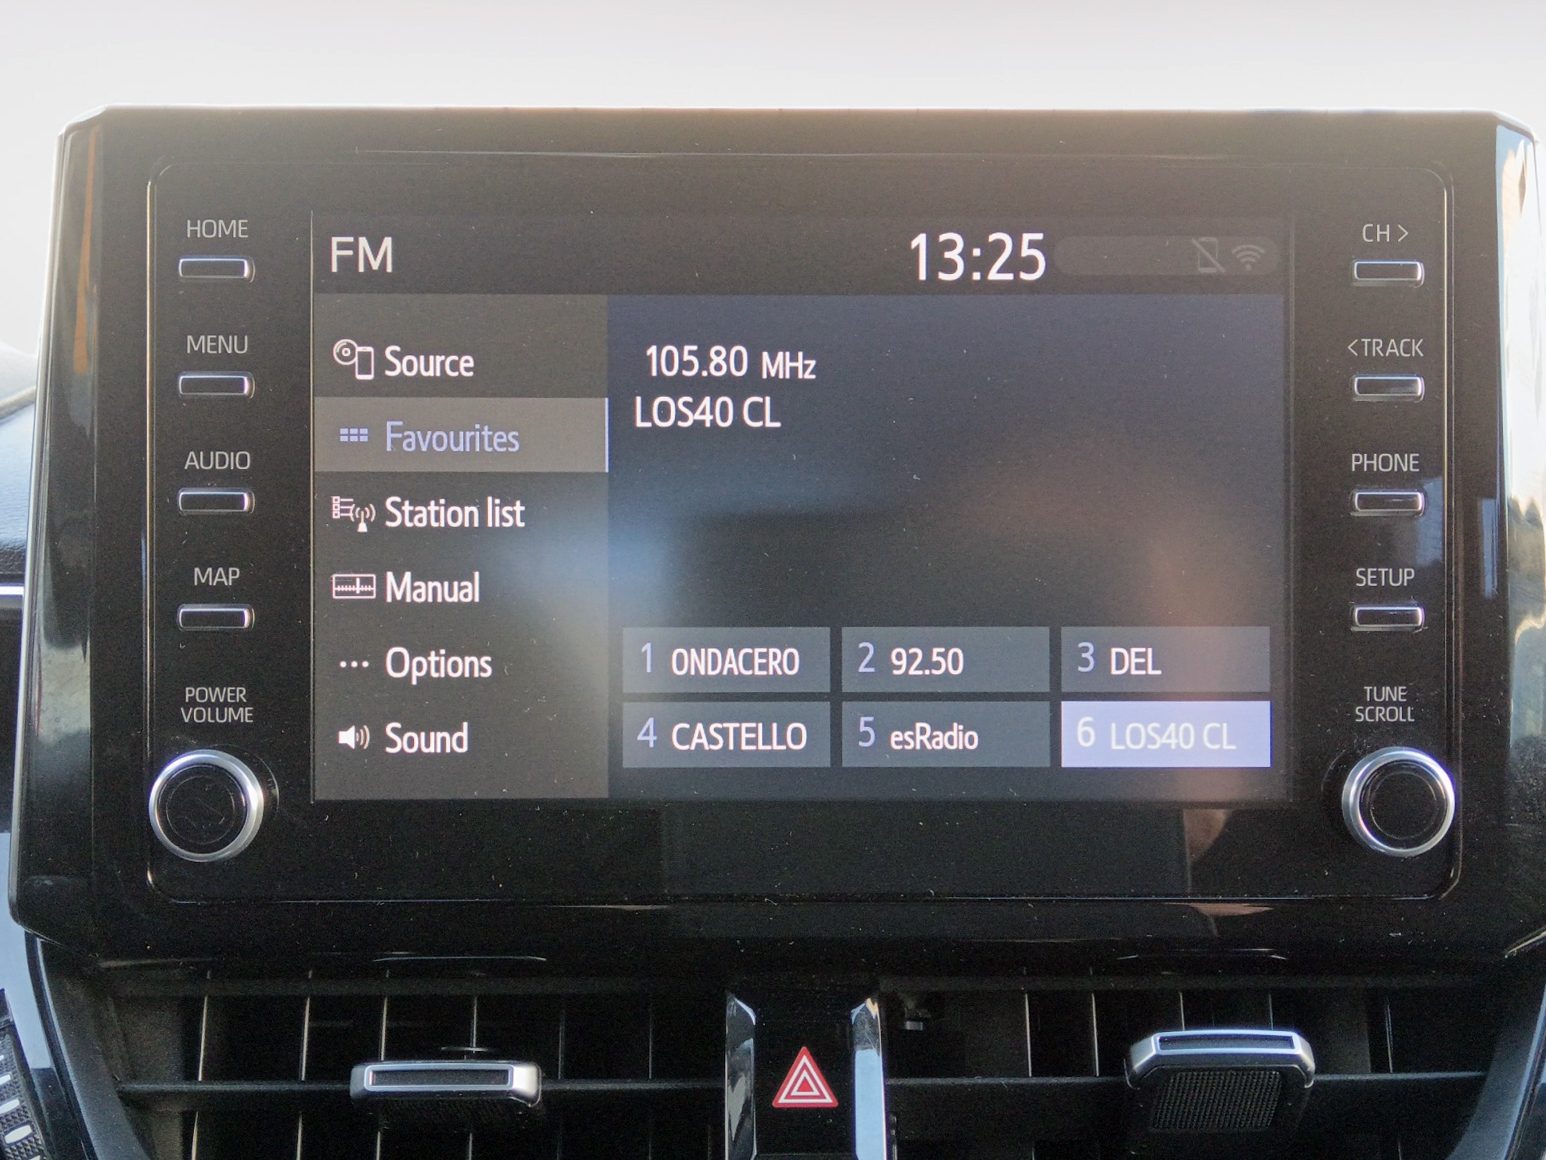 HOME
MENU
AUDIO
MAP
POWER
VOLUME
FM
13:25
Source
Favourites
Station list
Manual
Options
Sound
105.80 MHz
LOS40 CL
1 ONDACERO
2 92.50
3 DEL
4 CASTELLO
5 esRadio
6 LOS40 CL
CH >
<TRACK
PHONE
SETUP
TUNE
SCROLL